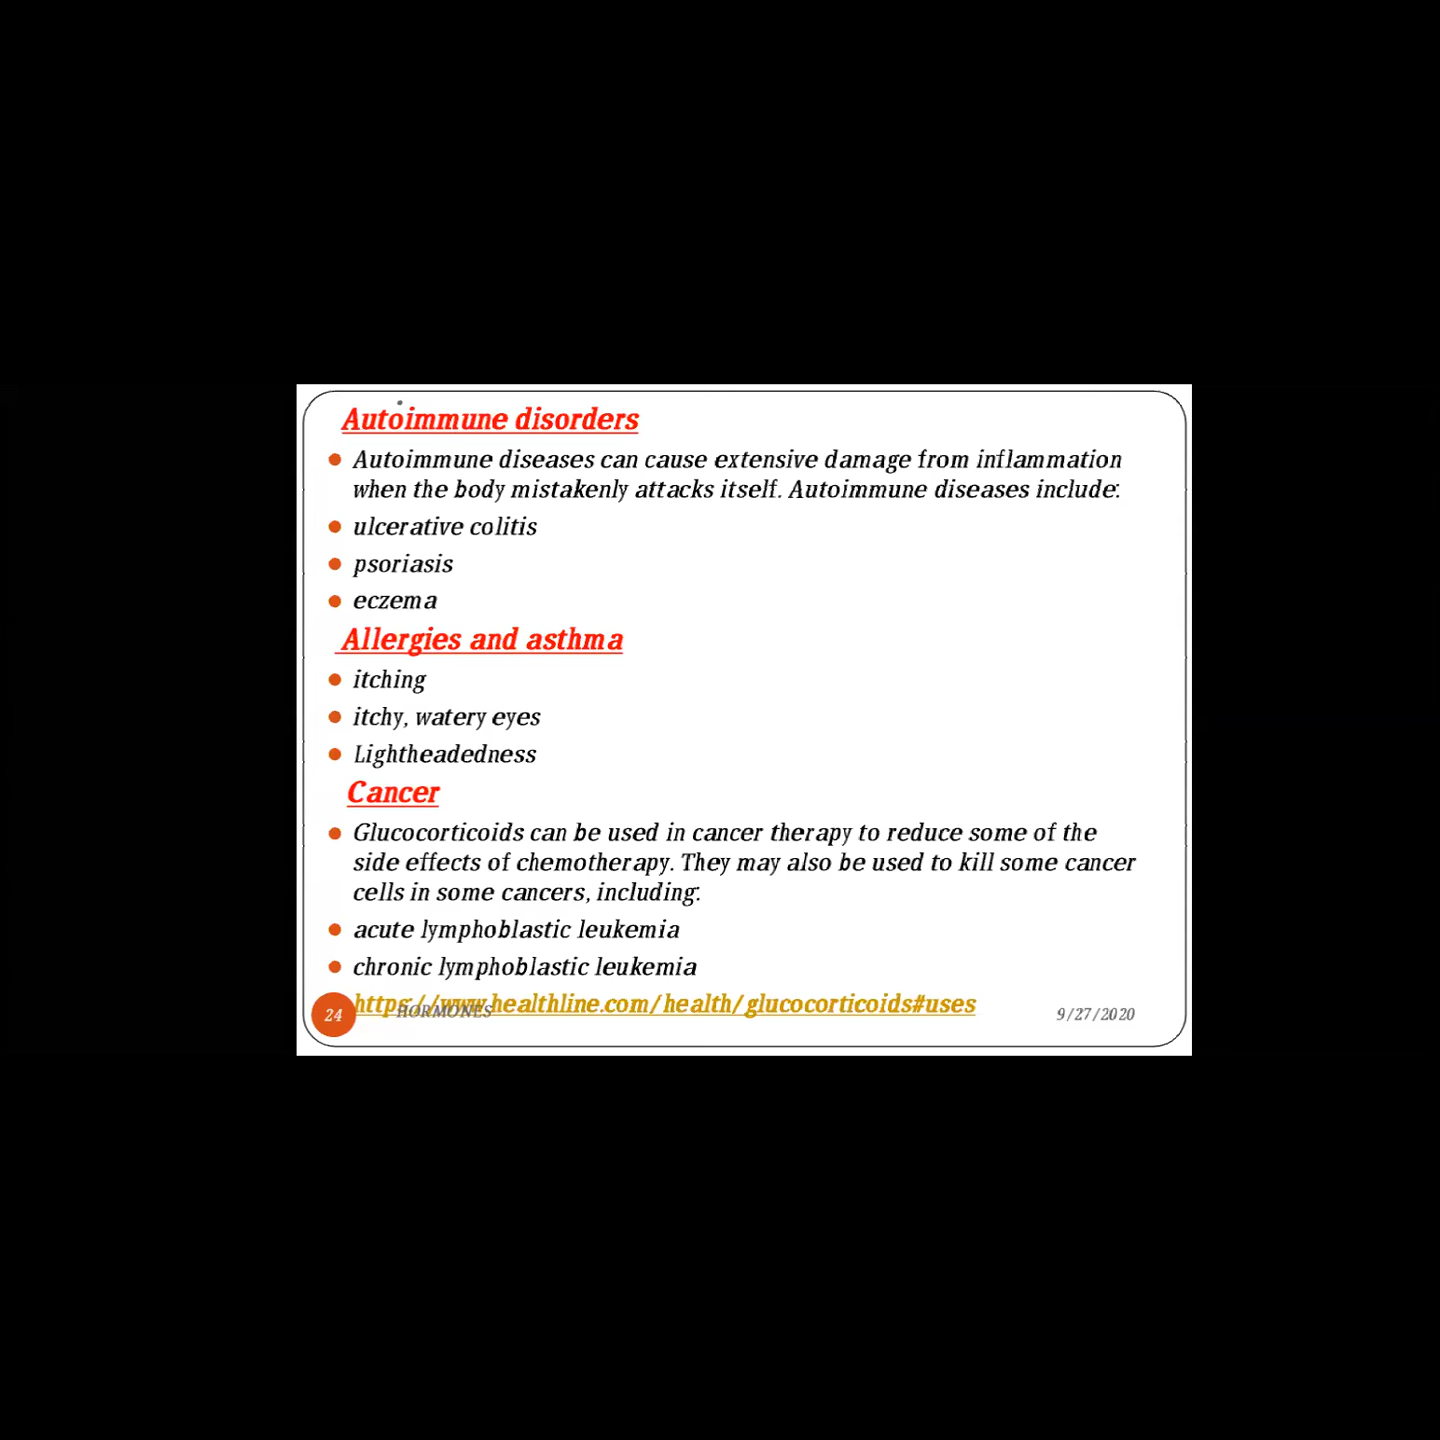 Autoimmune disorders
Autoimmune diseases can cause extensive damage from inflammation
when the body mistakenly attacks itself. Autoimmune diseases include:
ulcerative colitis
psoriasis
eczema
Allergies and asthma
itching
itchy, watery eyes
Lightheadedness
Cancer
Glucocorticoids can be used in cancer therapy to reduce some of the
side effects of chemotherapy. They may also be used to kill some cancer
cells in some cancers, including:
acute lymphoblastic leukemia
chronic lymphoblastic leukemia
https://www.healthline.com/health/glucocorticoids#uses
24 HORMONES 9/27/2020